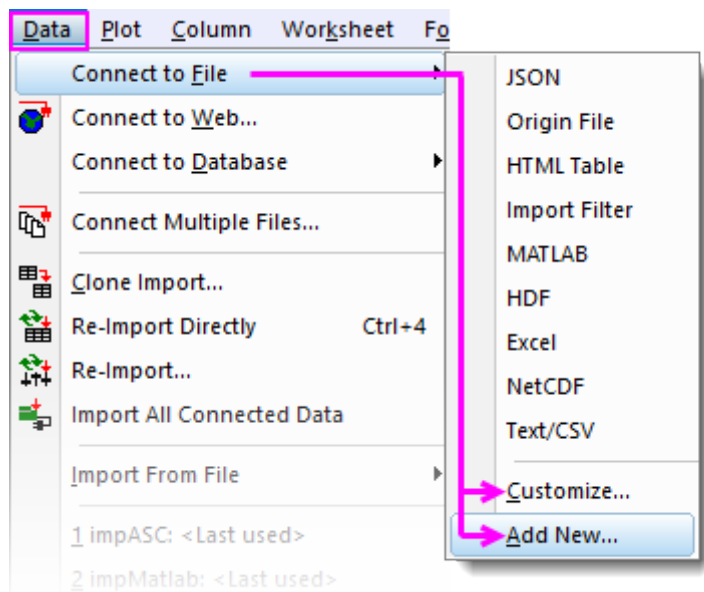 Data Plot Column Worksheet Fo
Connect to File
Connect to Web...
Connect to Database
Connect Multiple Files...
Clone Import...
Re-Import Directly Ctrl+4
Re-Import...
Import All Connected Data
Import From File
1 impASC: <Last used>
2 impMatlab: <Last used>
JSON
Origin File
HTML Table
Import Filter
MATLAB
HDF
Excel
NetCDF
Text/CSV
Customize...
Add New...